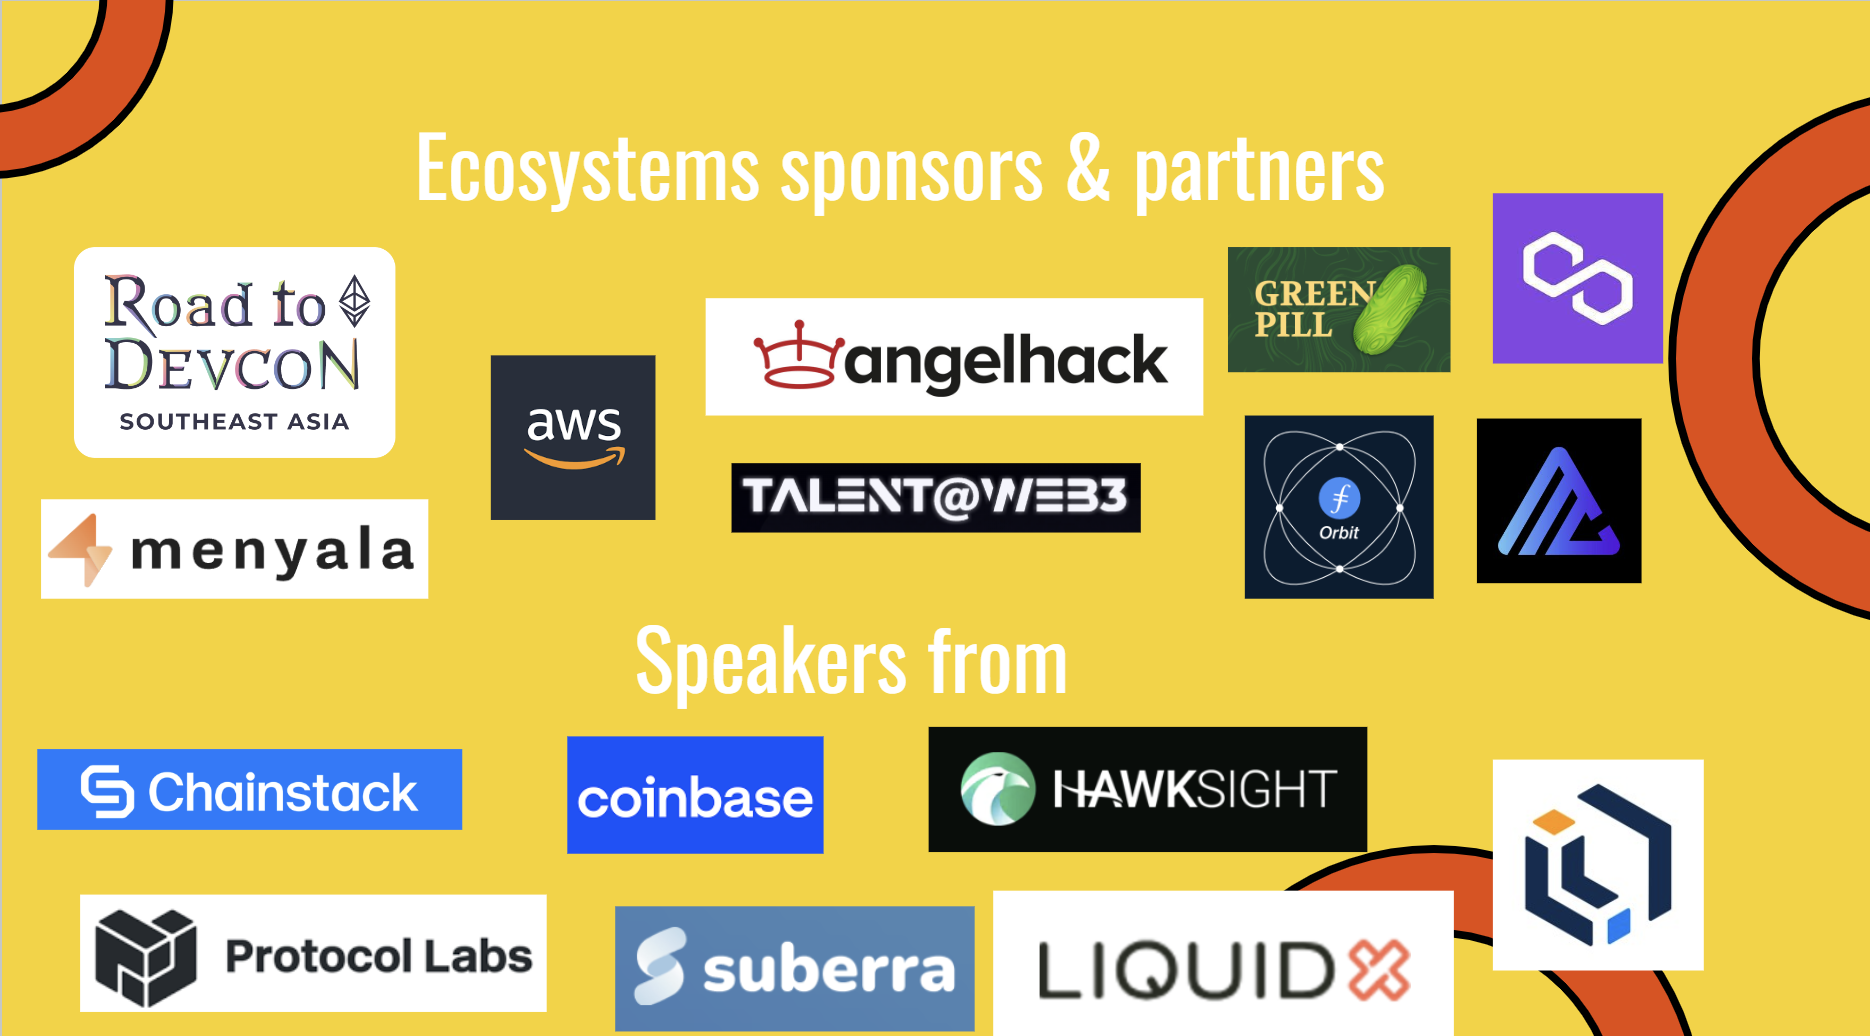 Ecosystems sponsors & partners
Road to
DEVCON
SOUTHEAST ASIA
aws
angelhack
GREEN
PILL
TALENT@WEB3
Orbit
menyala
Speakers from
Chainstack
coinbase
HAWKSIGHT
Protocol Labs
suberra
LIQUIDX